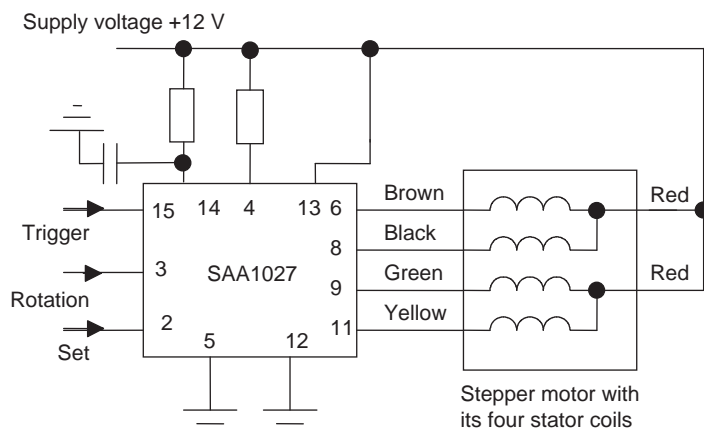 Supply voltage +12 V
15 14 4 13 6 Brown Red
Trigger
8 Black
3 SAA1027
9 Green Red
Rotation
2 11 Yellow
Set 5 12
Stepper motor with
its four stator coils